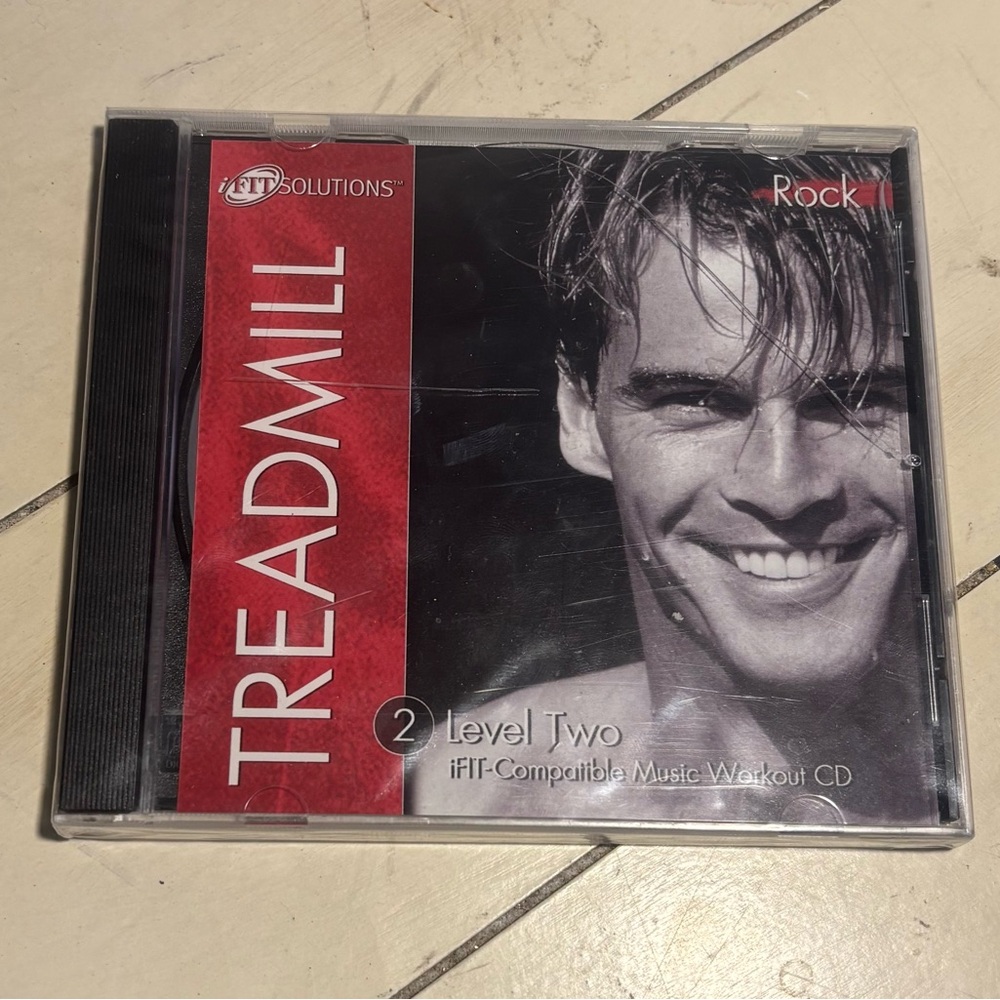 iFIT SOLUTIONS™
Rock
TREADMILL
2 Level Two
iFIT-Compatible Music Workout CD